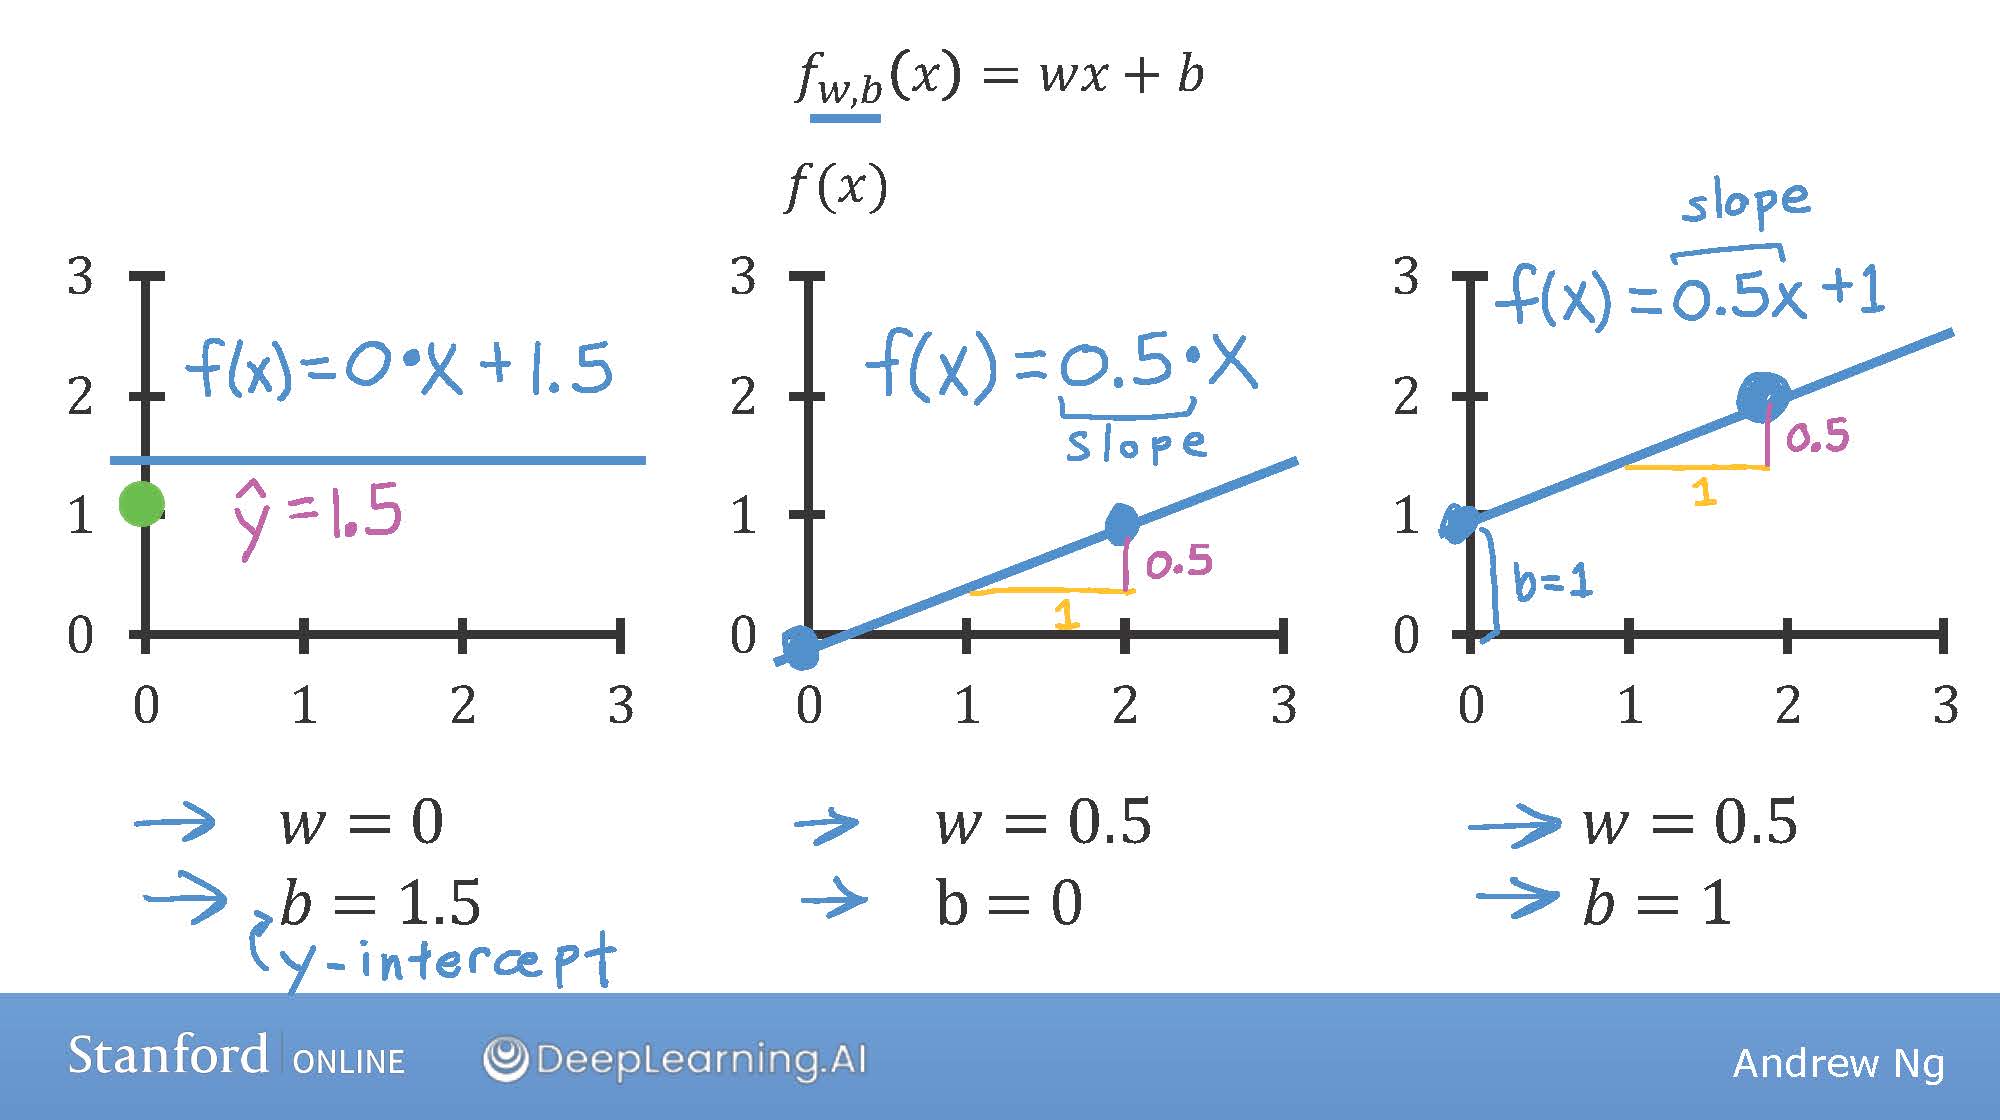 f_{w,b}(x) = wx + b
f(x)
3
2
1
0
0 1 2 3
f(x)=0•x+1.5
ŷ=1.5
→ w = 0
→ b = 1.5
y-intercept
3
2
1
0
0 1 2 3
f(x)=0.5•x
slope
0.5
1
→ w = 0.5
→ b = 0
slope
3
2
1
0
0 1 2 3
f(x)=0.5x+1
0.5
1
b=1
→ w = 0.5
→ b = 1
Stanford | ONLINE
DeepLearning.AI
Andrew Ng